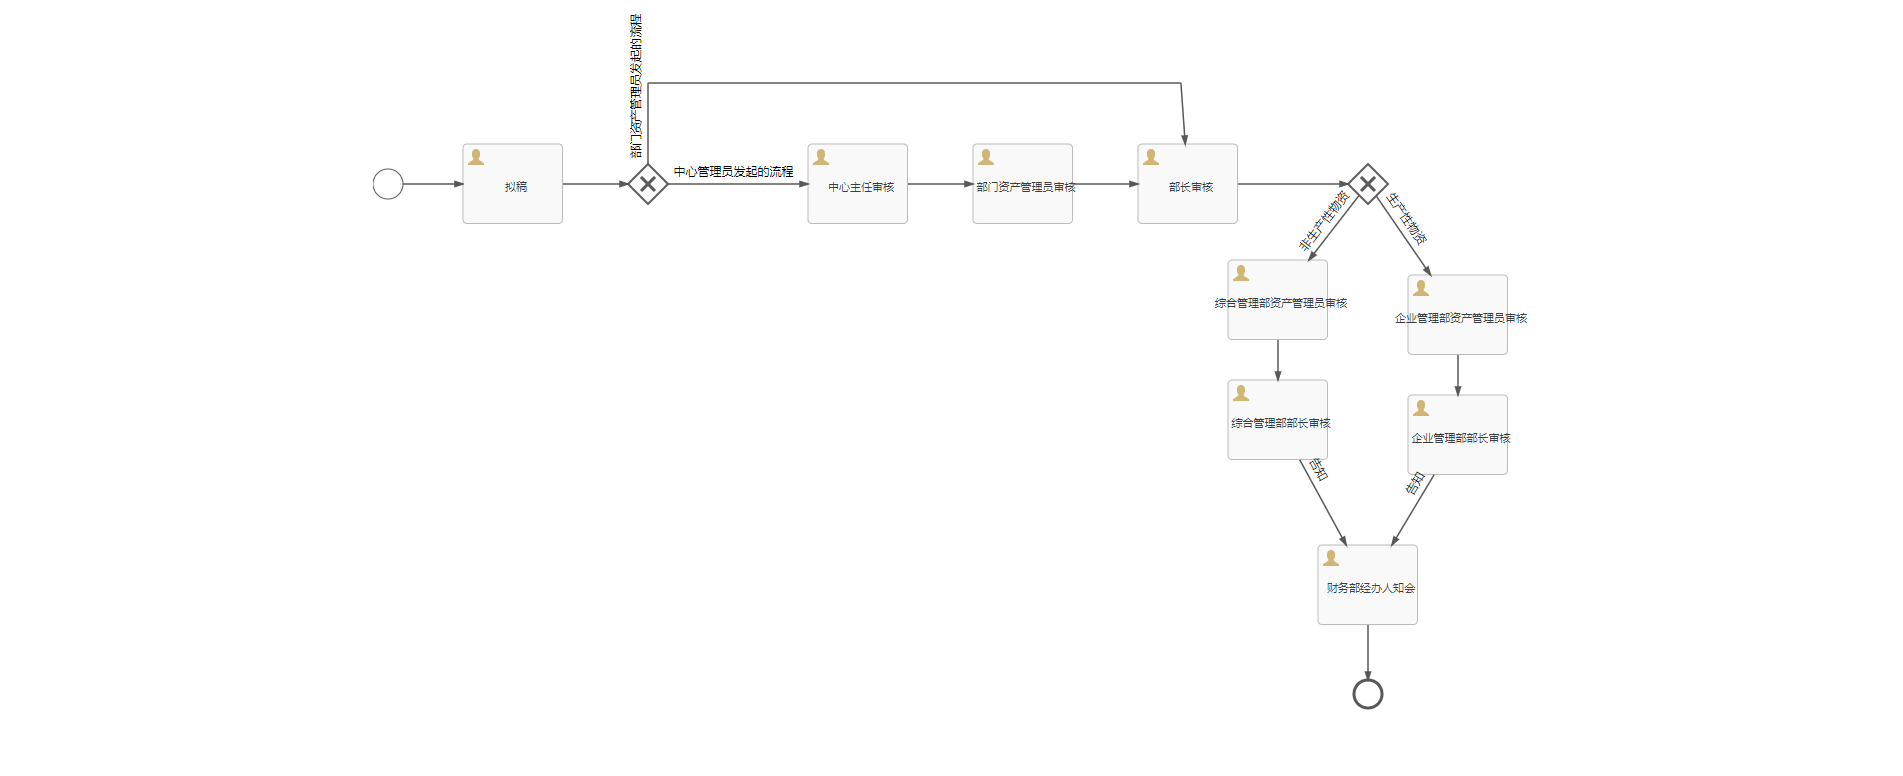 部门资产管理员发起的流程
拟稿
中心管理员发起的流程
中心主任审核
部门资产管理员审核
部长审核
非生产性物资
生产性物资
综合管理部资产管理员审核
企业管理部资产管理员审核
综合管理部部长审核
企业管理部部长审核
告知
告知
财务部经办人知会